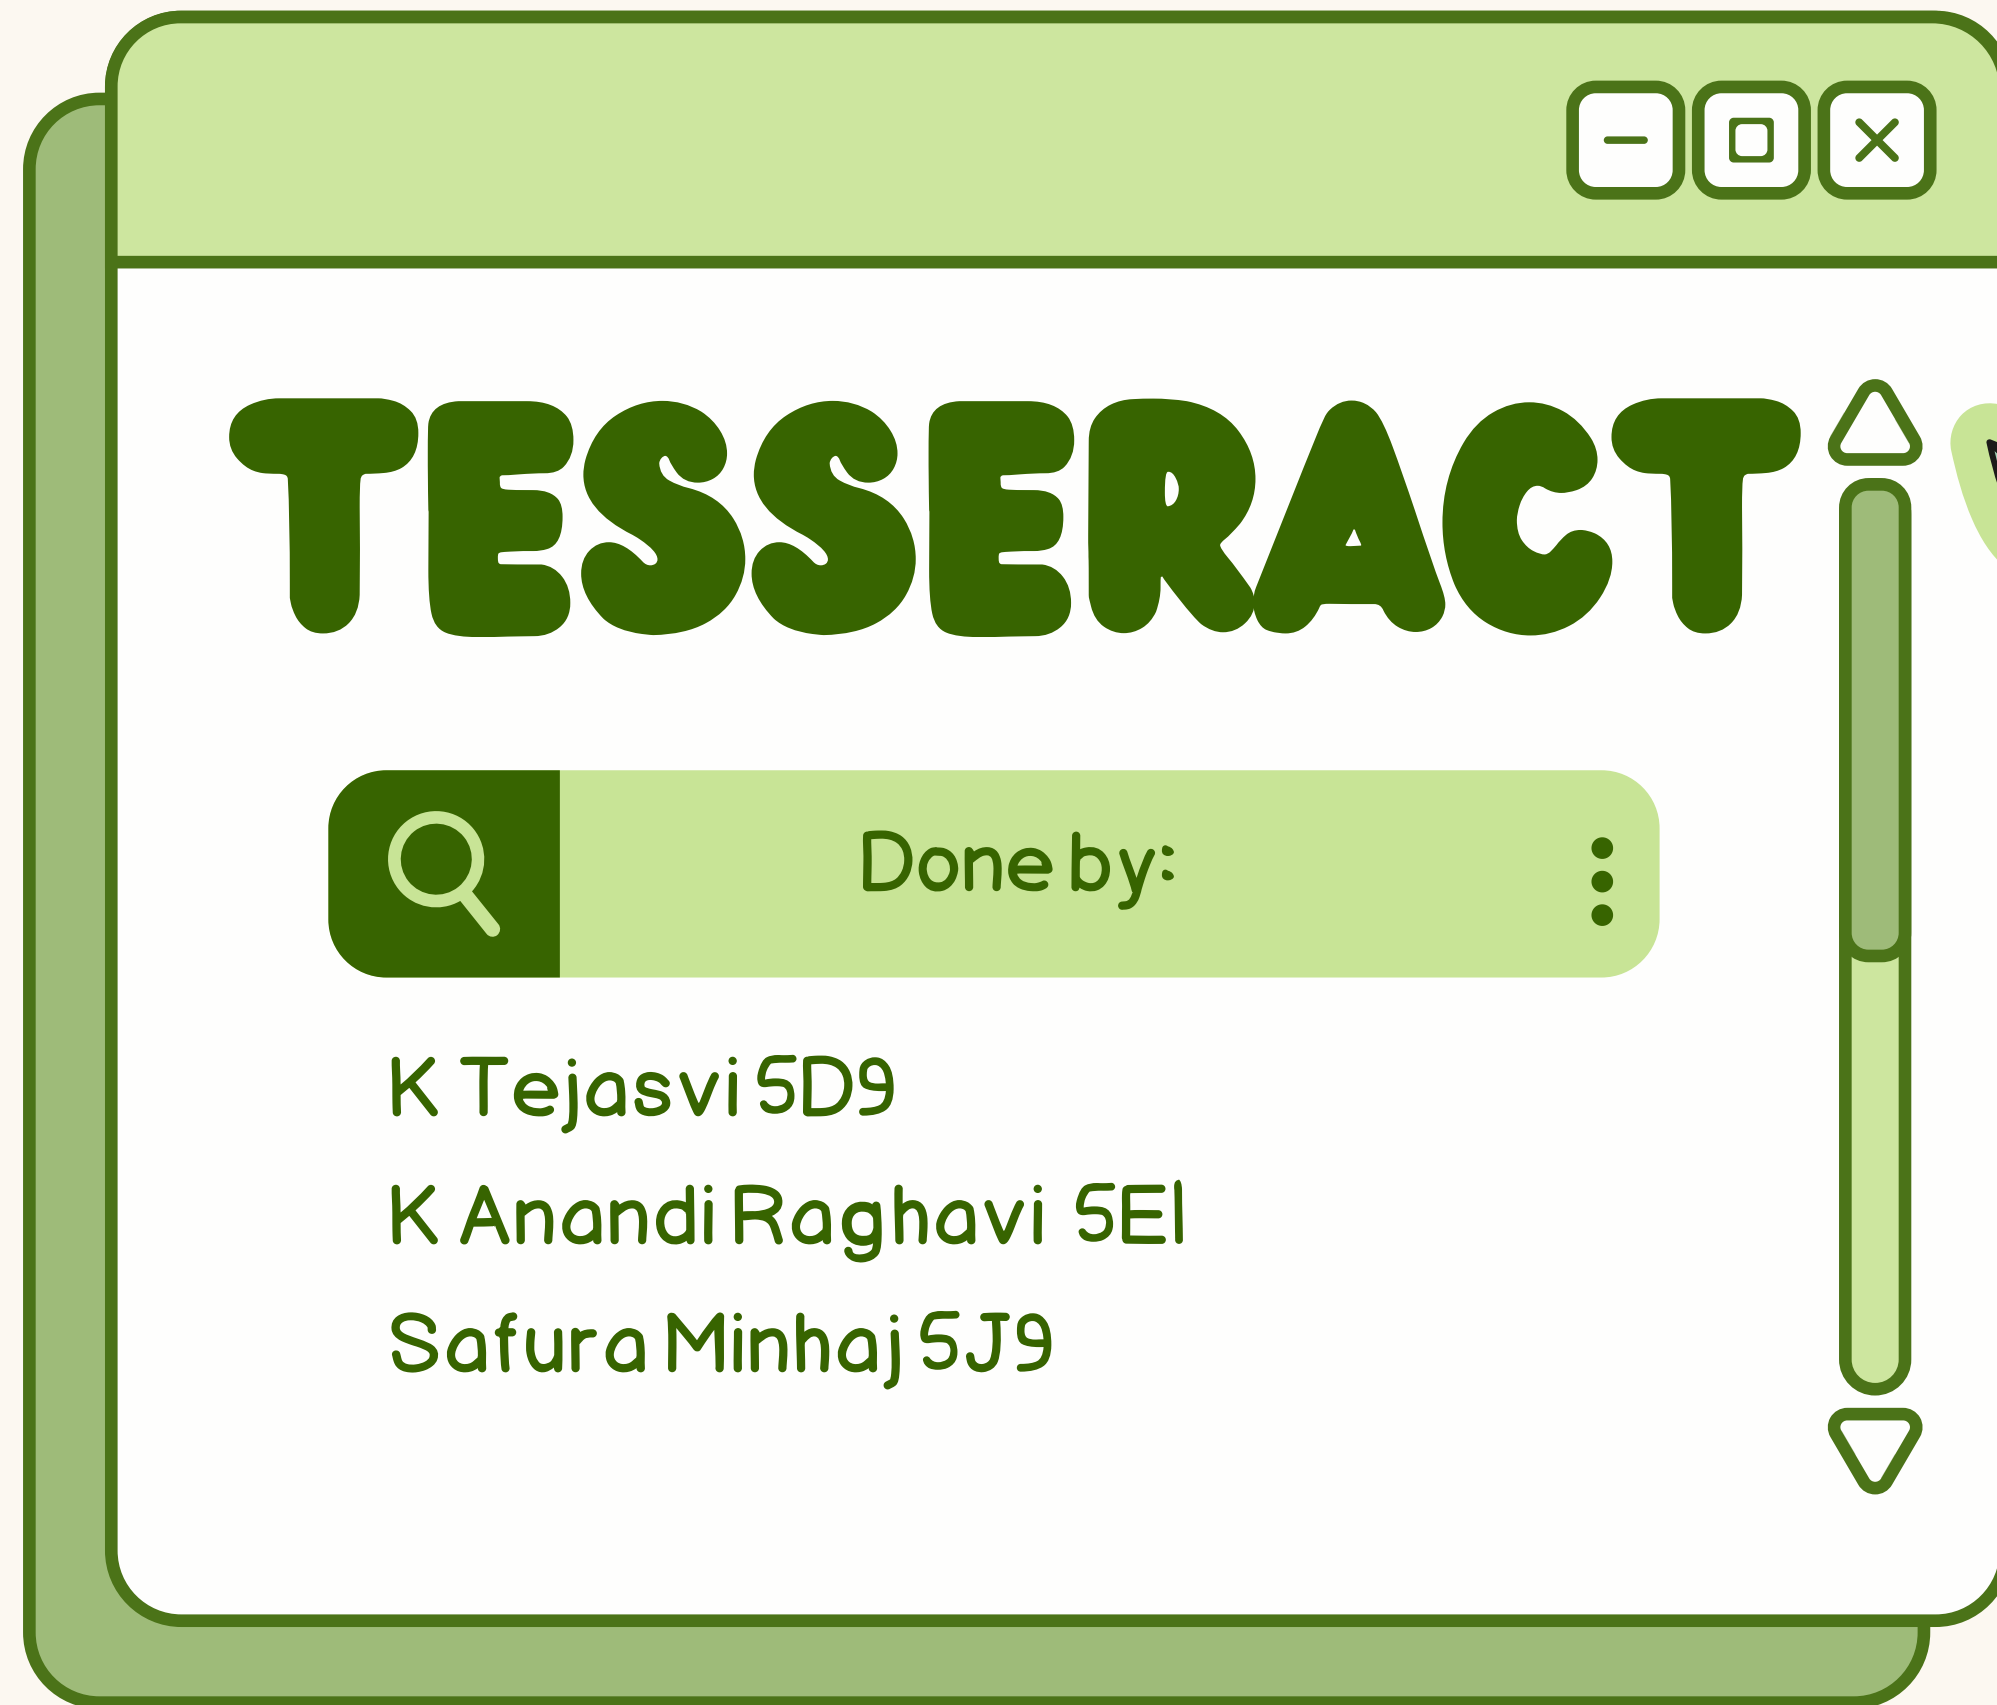 TESSERACT
Done by:
K Tejasvi 5D9
K Anandi Raghavi 5E1
Safura Minhaj 5J9